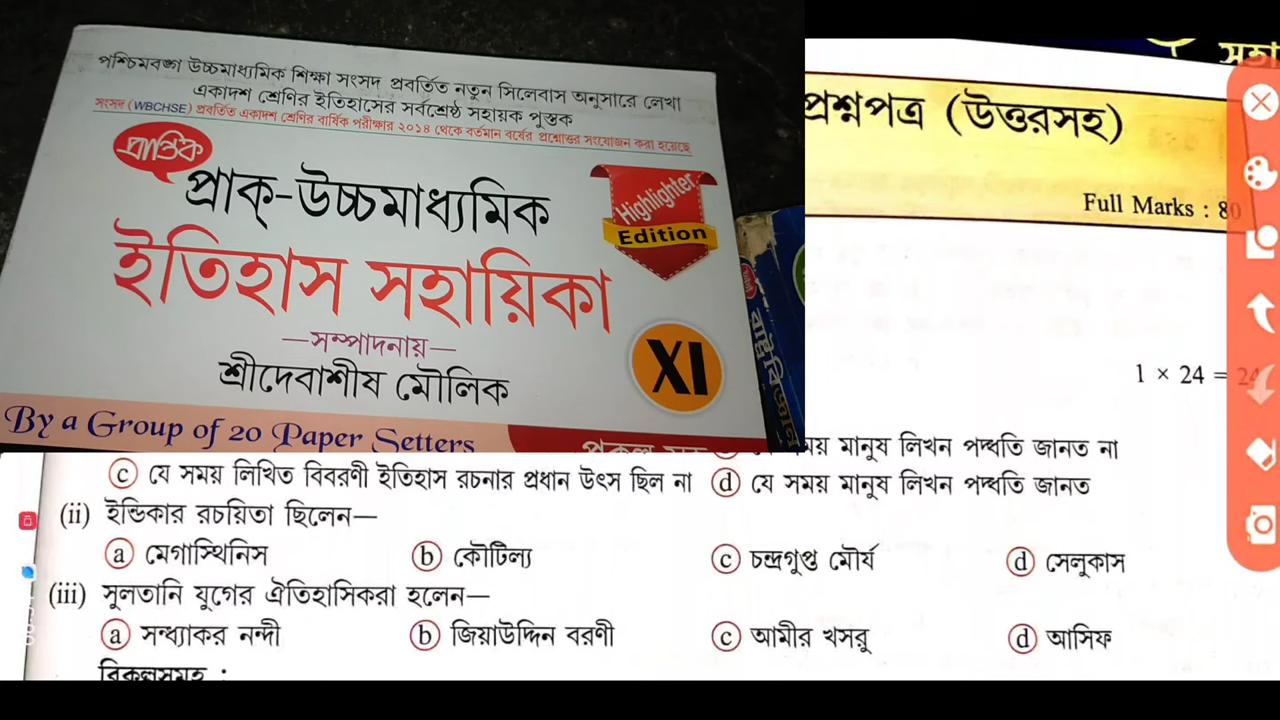 পশ্চিমবঙ্গ উচ্চমাধ্যমিক শিক্ষা সংসদ প্রবর্তিত নতুন সিলেবাস অনুসারে লেখা
একাদশ শ্রেণির ইতিহাসের সর্বশ্রেষ্ঠ সহায়ক পুস্তক
সংসদ (WBCHSE) প্রবর্তিত একাদশ শ্রেণির বার্ষিক পরীক্ষার ২০১৪ থেকে বর্তমান বর্ষের প্রশ্নোত্তর সংযোজন করা হয়েছে
প্রান্তিক
প্রাক্-উচ্চমাধ্যমিক
Highlighter
Edition
ইতিহাস সহায়িকা
—সম্পাদনায়—
শ্রীদেবাশীষ মৌলিক
XI
By a Group of 20 Paper Setters
রাষ্ট্রবিজ্ঞান
প্রশ্নপত্র (উত্তরসহ)
Full Marks : 80
1 × 24 = 24
মানুষ লিখন পদ্ধতি জানত না
ⓒ যে সময় লিখিত বিবরণী ইতিহাস রচনার প্রধান উৎস ছিল না ⓓ যে সময় মানুষ লিখন পদ্ধতি জানত
(ii) ইন্ডিকার রচয়িতা ছিলেন—
ⓐ মেগাস্থিনিস ⓑ কৌটিল্য ⓒ চন্দ্রগুপ্ত মৌর্য ⓓ সেলুকাস
(iii) সুলতানি যুগের ঐতিহাসিকরা হলেন—
ⓐ সন্ধ্যাকর নন্দী ⓑ জিয়াউদ্দিন বরণী ⓒ আমীর খসরু ⓓ আসিফ
বিকল্পসমূহ :